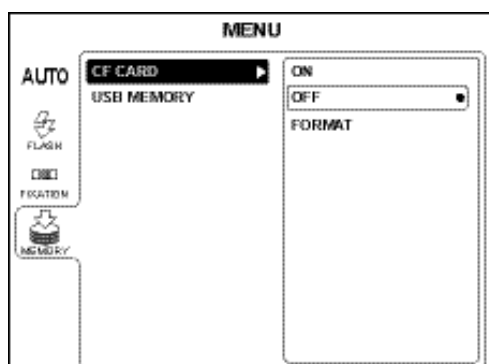 MENU
AUTO
FLASH
FIXATION
MEMORY
CF CARD
USB MEMORY
ON
OFF
FORMAT